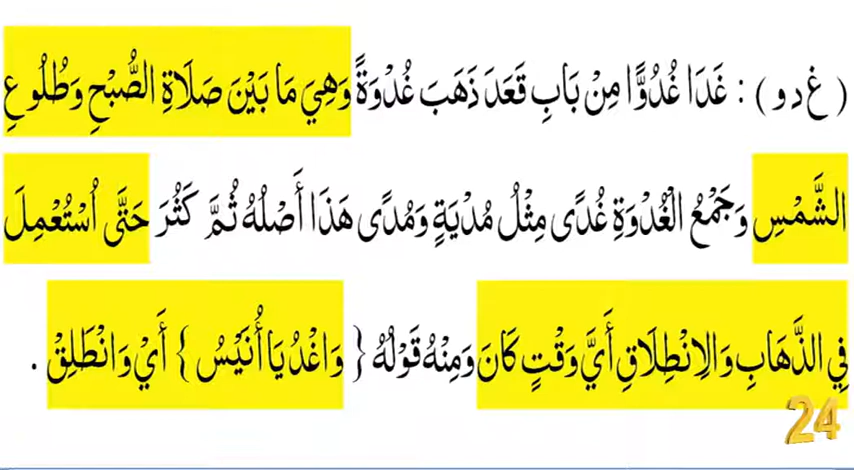 ( غ د و ) : غَدَا غُدُوًّا مِنْ بَابِ قَعَدَ ذَهَبَ غُدْوَةً وَهِيَ مَا بَيْنَ صَلَاةِ الصُّبْحِ وَطُلُوعِ
الشَّمْسِ وَجَمْعُ الْغُدْوَةِ غُدًى مِثْلُ مُدْيَةٍ وَمُدًى هَذَا أَصْلُهُ ثُمَّ كَثُرَ حَتَّى اُسْتُعْمِلَ
فِي الذَّهَابِ وَالِانْطِلَاقِ أَيَّ وَقْتٍ كَانَ وَمِنْهُ قَوْلُهُ { وَاغْدُ يَا أُنَيْسُ } أَيْ وَانْطَلِقْ .
24